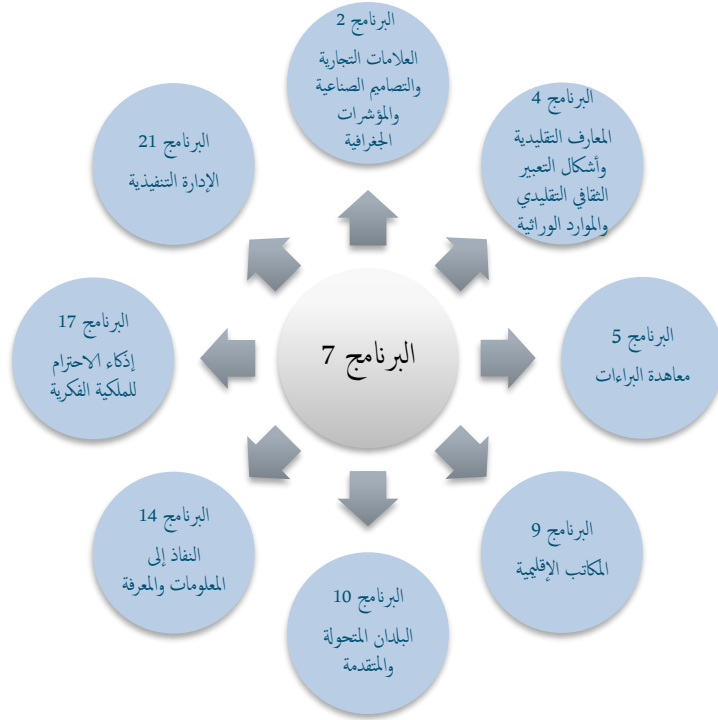 البرنامج 2
العلامات التجارية
والتصاميم الصناعية
والمؤشرات
الجغرافية
البرنامج 4
المعارف التقليدية
وأشكال التعبير
الثقافي التقليدي
والموارد الوراثية
البرنامج 21
الإدارة التنفيذية
البرنامج 5
معاهدة البراءات
البرنامج 7
البرنامج 17
إذكاء الاحترام
للملكية الفكرية
البرنامج 9
المكاتب الإقليمية
البرنامج 14
النفاذ إلى
المعلومات والمعرفة
البرنامج 10
البلدان المتحولة
والمتقدمة